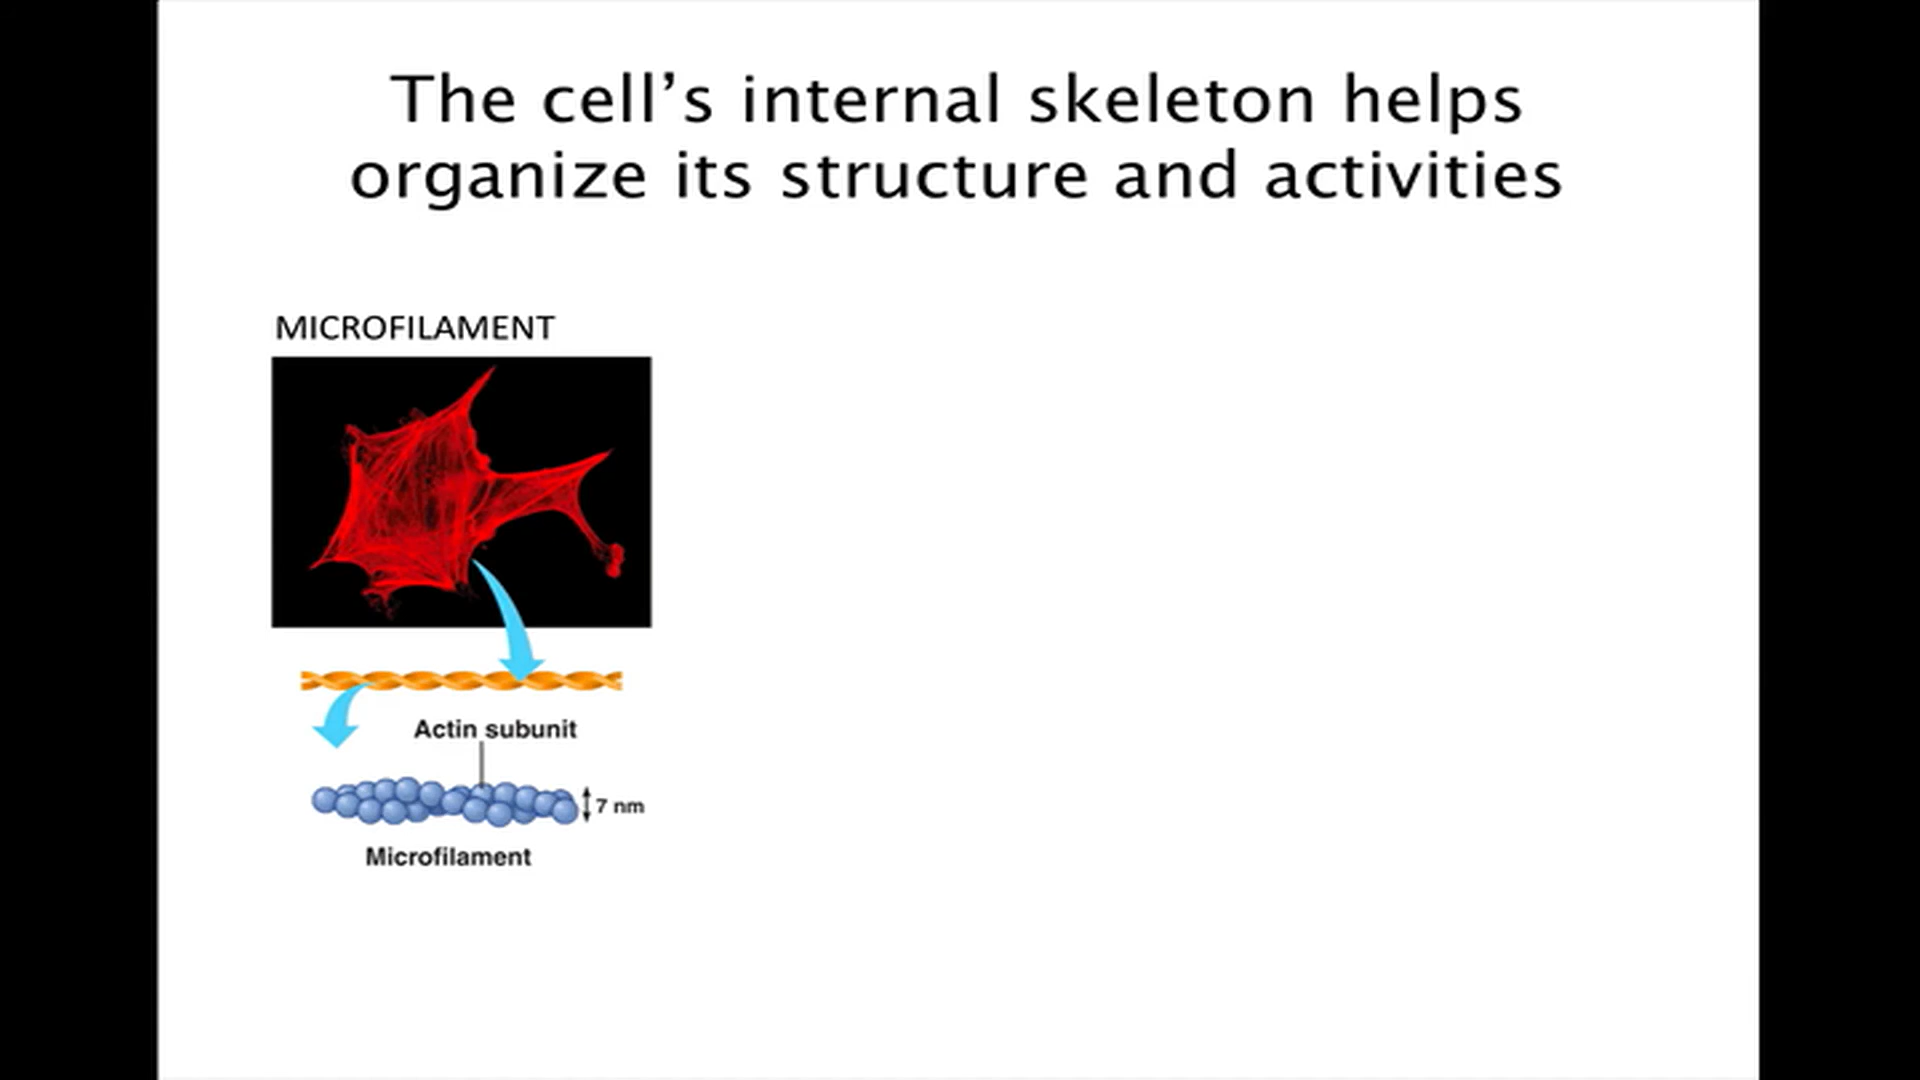 The cell’s internal skeleton helps
organize its structure and activities
MICROFILAMENT
Actin subunit
7 nm
Microfilament